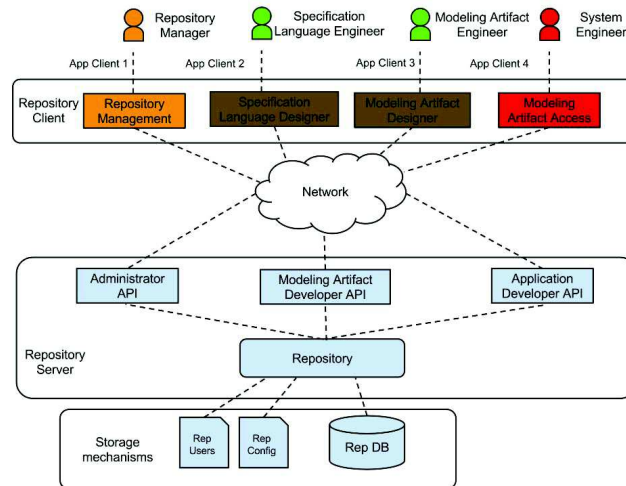 Repository
Manager
Specification
Language Engineer
Modeling Artifact
Engineer
System
Engineer
App Client 1
App Client 2
App Client 3
App Client 4
Repository
Client
Repository
Management
Specification
Language Designer
Modeling Artifact
Designer
Modeling
Artifact Access
Network
Administrator
API
Modeling Artifact
Developer API
Application
Developer API
Repository
Server
Repository
Storage
mechanisms
Rep
Users
Rep
Config
Rep DB